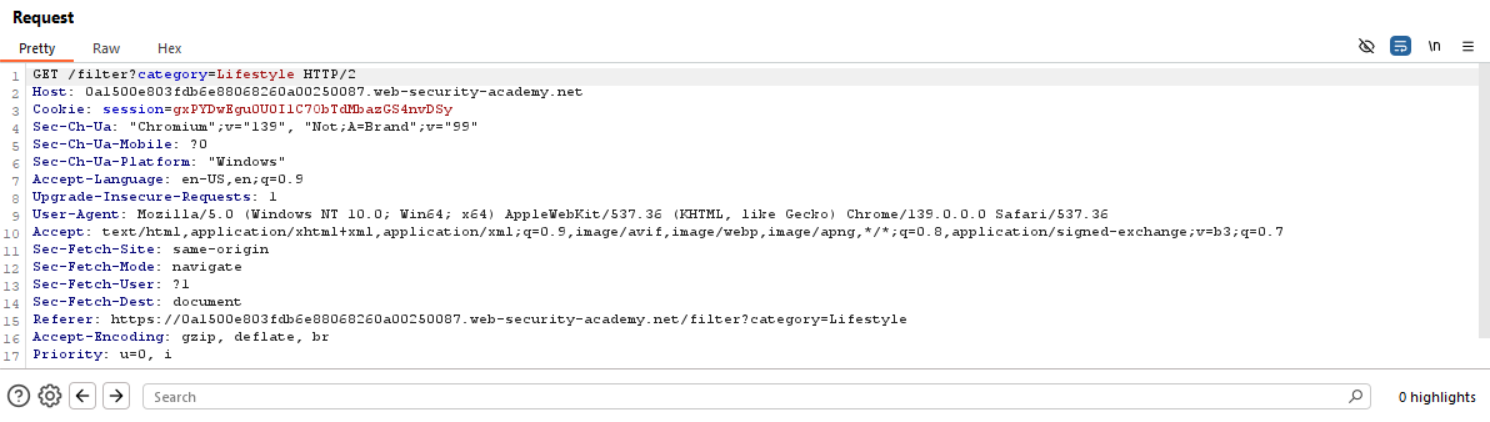 Request
Pretty Raw Hex
\n
1 GET /filter?category=Lifestyle HTTP/2
2 Host: 0a1500e803fdb6e88068260a00250087.web-security-academy.net
3 Cookie: session=gxPYDwEgu0U0I1C70bTdMbazGS4nvDSy
4 Sec-Ch-Ua: "Chromium";v="139", "Not;A=Brand";v="99"
5 Sec-Ch-Ua-Mobile: ?0
6 Sec-Ch-Ua-Platform: "Windows"
7 Accept-Language: en-US,en;q=0.9
8 Upgrade-Insecure-Requests: 1
9 User-Agent: Mozilla/5.0 (Windows NT 10.0; Win64; x64) AppleWebKit/537.36 (KHTML, like Gecko) Chrome/139.0.0.0 Safari/537.36
10 Accept: text/html,application/xhtml+xml,application/xml;q=0.9,image/avif,image/webp,image/apng,*/*;q=0.8,application/signed-exchange;v=b3;q=0.7
11 Sec-Fetch-Site: same-origin
12 Sec-Fetch-Mode: navigate
13 Sec-Fetch-User: ?1
14 Sec-Fetch-Dest: document
15 Referer: https://0a1500e803fdb6e88068260a00250087.web-security-academy.net/filter?category=Lifestyle
16 Accept-Encoding: gzip, deflate, br
17 Priority: u=0, i
Search
0 highlights